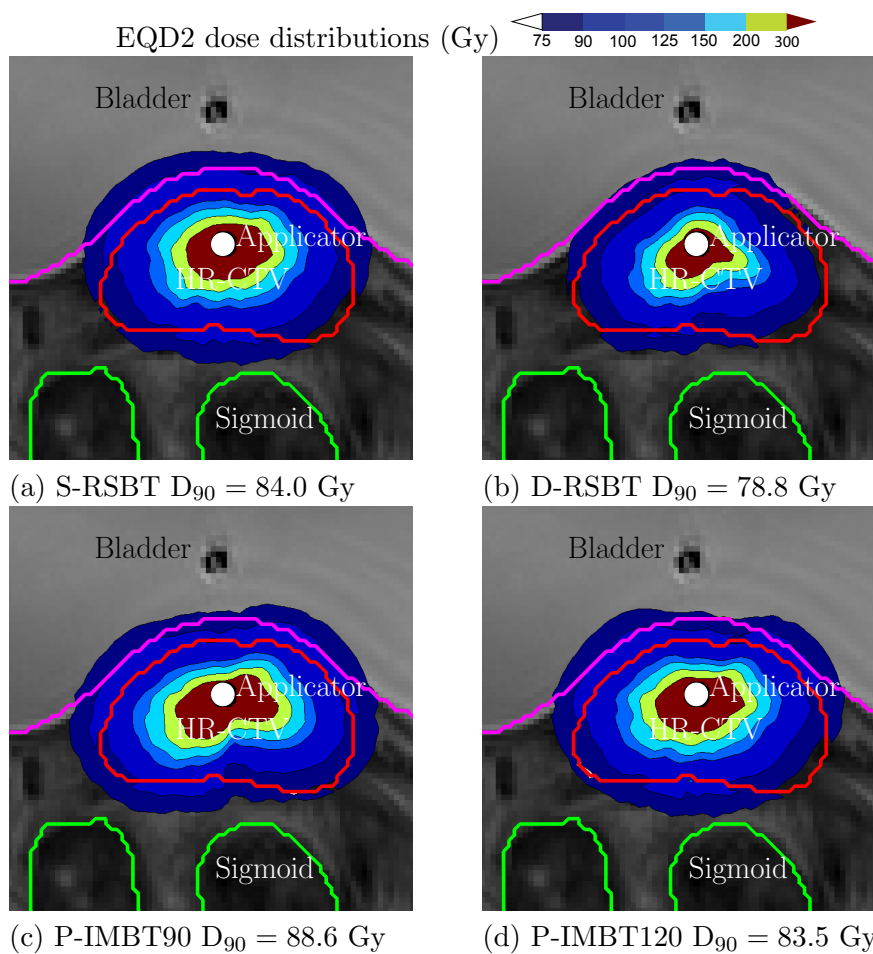 EQD2 dose distributions (Gy)
75 90 100 125 150 200 300
Bladder
Applicator
HR-CTV
Sigmoid
Bladder
Applicator
HR-CTV
Sigmoid
(a) S-RSBT D₉₀ = 84.0 Gy
(b) D-RSBT D₉₀ = 78.8 Gy
Bladder
Applicator
HR-CTV
Sigmoid
Bladder
Applicator
HR-CTV
Sigmoid
(c) P-IMBT90 D₉₀ = 88.6 Gy
(d) P-IMBT120 D₉₀ = 83.5 Gy